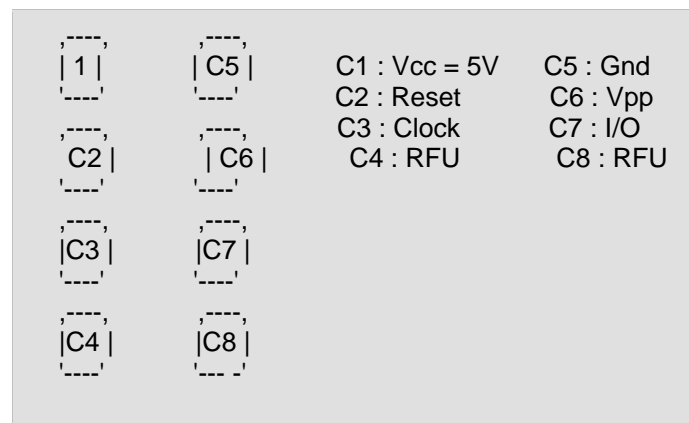 ,----, ,----,
| 1 | | C5 | C1 : Vcc = 5V C5 : Gnd
'----' '----' C2 : Reset C6 : Vpp
,----, ,----, C3 : Clock C7 : I/O
C2 | | C6 | C4 : RFU C8 : RFU
'----' '----'
,----, ,----,
|C3 | |C7 |
'----' '----'
,----, ,----,
|C4 | |C8 |
'----' '--- -'